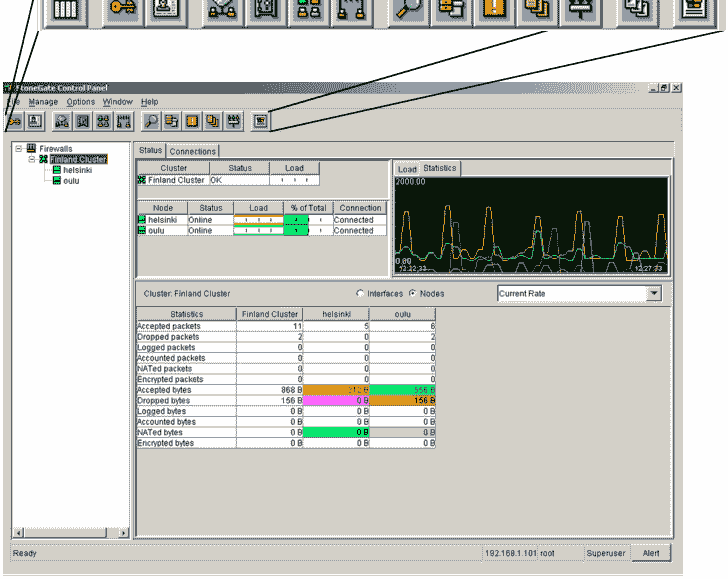 StoneGate Control Panel
File Manage Options Window Help
Firewalls
Finland Cluster
helsinki
oulu
Status Connections
Cluster Status Load
Finland Cluster OK
Node Status Load % of Total Connection
helsinki Online Connected
oulu Online Connected
Load Statistics
2000.00
0.00
12:22:33 12:27:33
Cluster: Finland Cluster Interfaces Nodes Current Rate
Statistics Finland Cluster helsinki oulu
Accepted packets 11 5 6
Dropped packets 2 0 2
Logged packets 0 0 0
Accounted packets 0 0 0
NATed packets 0 0 0
Encrypted packets 0 0 0
Accepted bytes 868 B 312 B 556 B
Dropped bytes 156 B 0 B 156 B
Logged bytes 0 B 0 B 0 B
Accounted bytes 0 B 0 B 0 B
NATed bytes 0 B 0 B 0 B
Encrypted bytes 0 B 0 B 0 B
Ready 192.168.1.101 root Superuser Alert